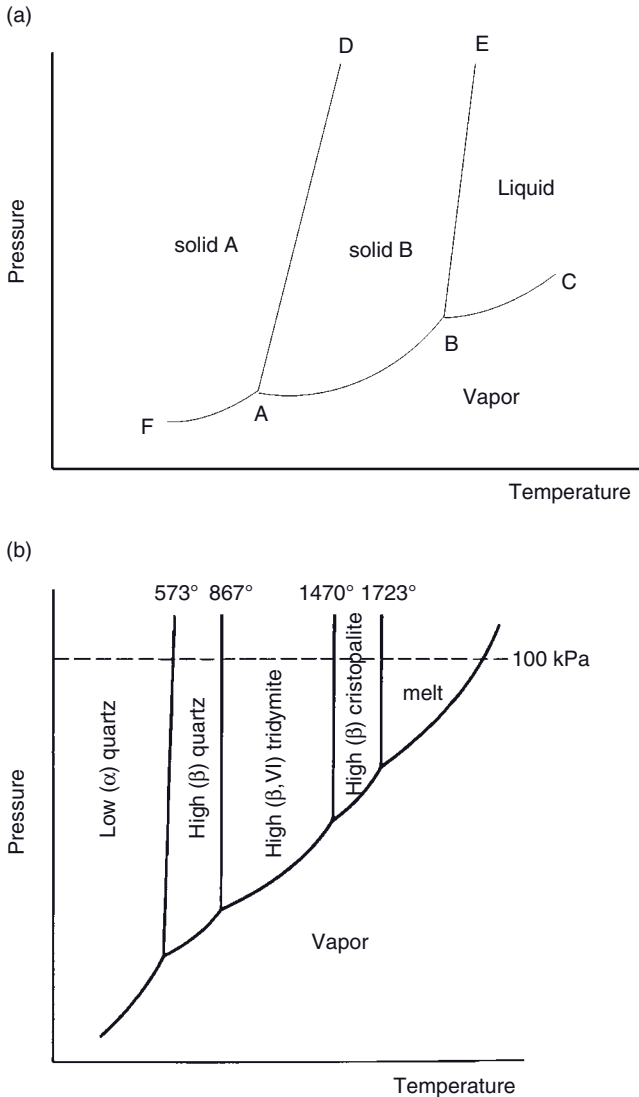 (a)
D
E
Pressure
Liquid
solid A
solid B
C
B
F
A
Vapor
Temperature
(b)
573° 867° 1470° 1723°
100 kPa
melt
Low (α) quartz
High (β) quartz
High (β,VI) tridymite
High (β) cristopalite
Pressure
Vapor
Temperature